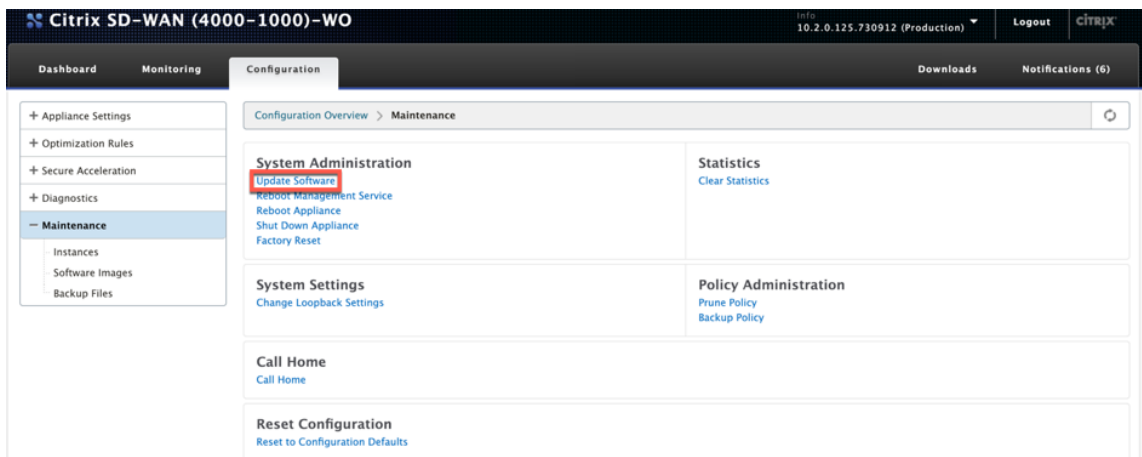 Citrix SD-WAN (4000-1000)-WO
Info
10.2.0.125.730912 (Production)
Logout
CİTRIX
Dashboard Monitoring Configuration Downloads Notifications (6)
+ Appliance Settings
+ Optimization Rules
+ Secure Acceleration
+ Diagnostics
− Maintenance
Instances
Software Images
Backup Files
Configuration Overview > Maintenance
System Administration
Update Software
Reboot Management Service
Reboot Appliance
Shut Down Appliance
Factory Reset
Statistics
Clear Statistics
System Settings
Change Loopback Settings
Policy Administration
Prune Policy
Backup Policy
Call Home
Call Home
Reset Configuration
Reset to Configuration Defaults